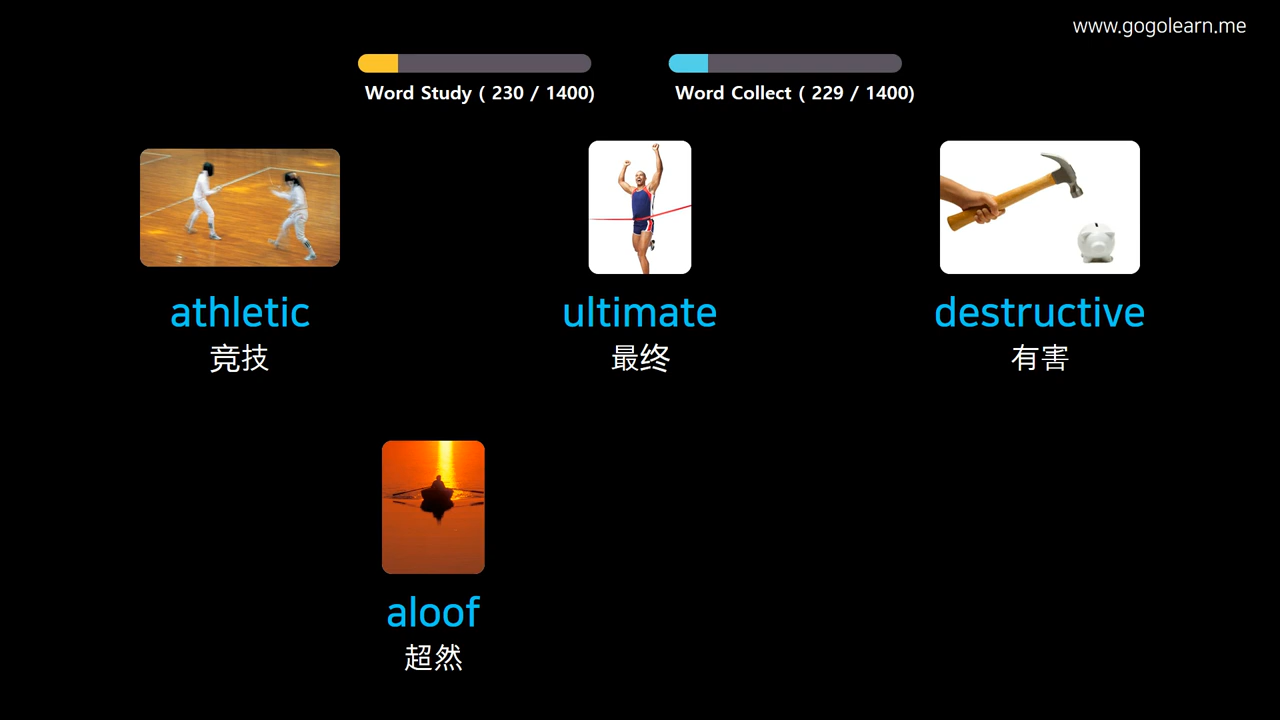 www.gogolearn.me
Word Study ( 230 / 1400)
Word Collect ( 229 / 1400)
athletic
竞技
ultimate
最终
destructive
有害
aloof
超然